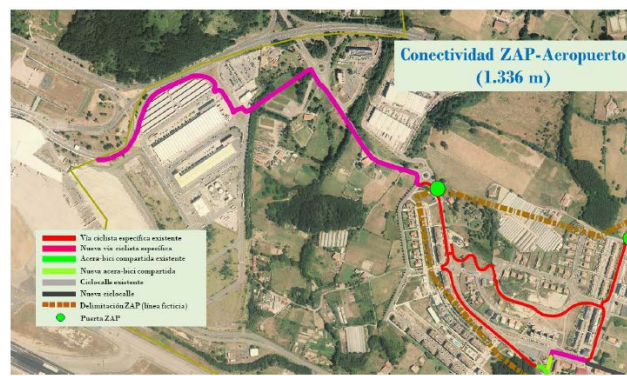 Conectividad ZAP-Aeropuerto
(1.336 m)
Vía ciclista específica existente
Nueva vía ciclista específica
Acera-bici compartida existente
Nueva acera-bici compartida
Ciclocalle existente
Nueva ciclocalle
Delimitación ZAP (línea ficticia)
Puerta ZAP